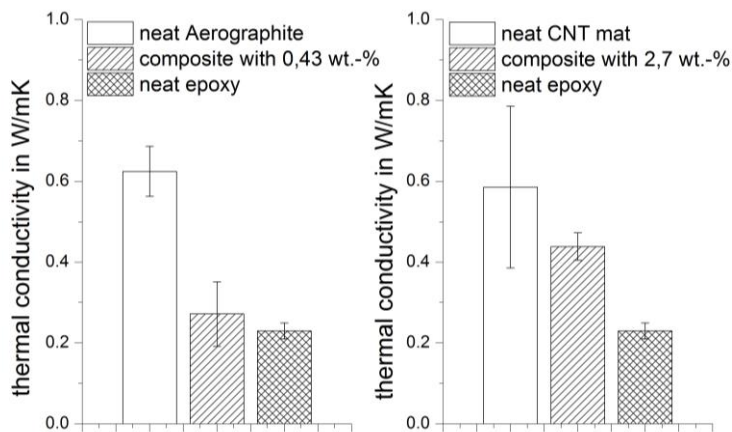 thermal conductivity in W/mK
1.0
0.8
0.6
0.4
0.2
0.0
neat Aerographite
composite with 0,43 wt.-%
neat epoxy
thermal conductivity in W/mK
1.0
0.8
0.6
0.4
0.2
0.0
neat CNT mat
composite with 2,7 wt.-%
neat epoxy